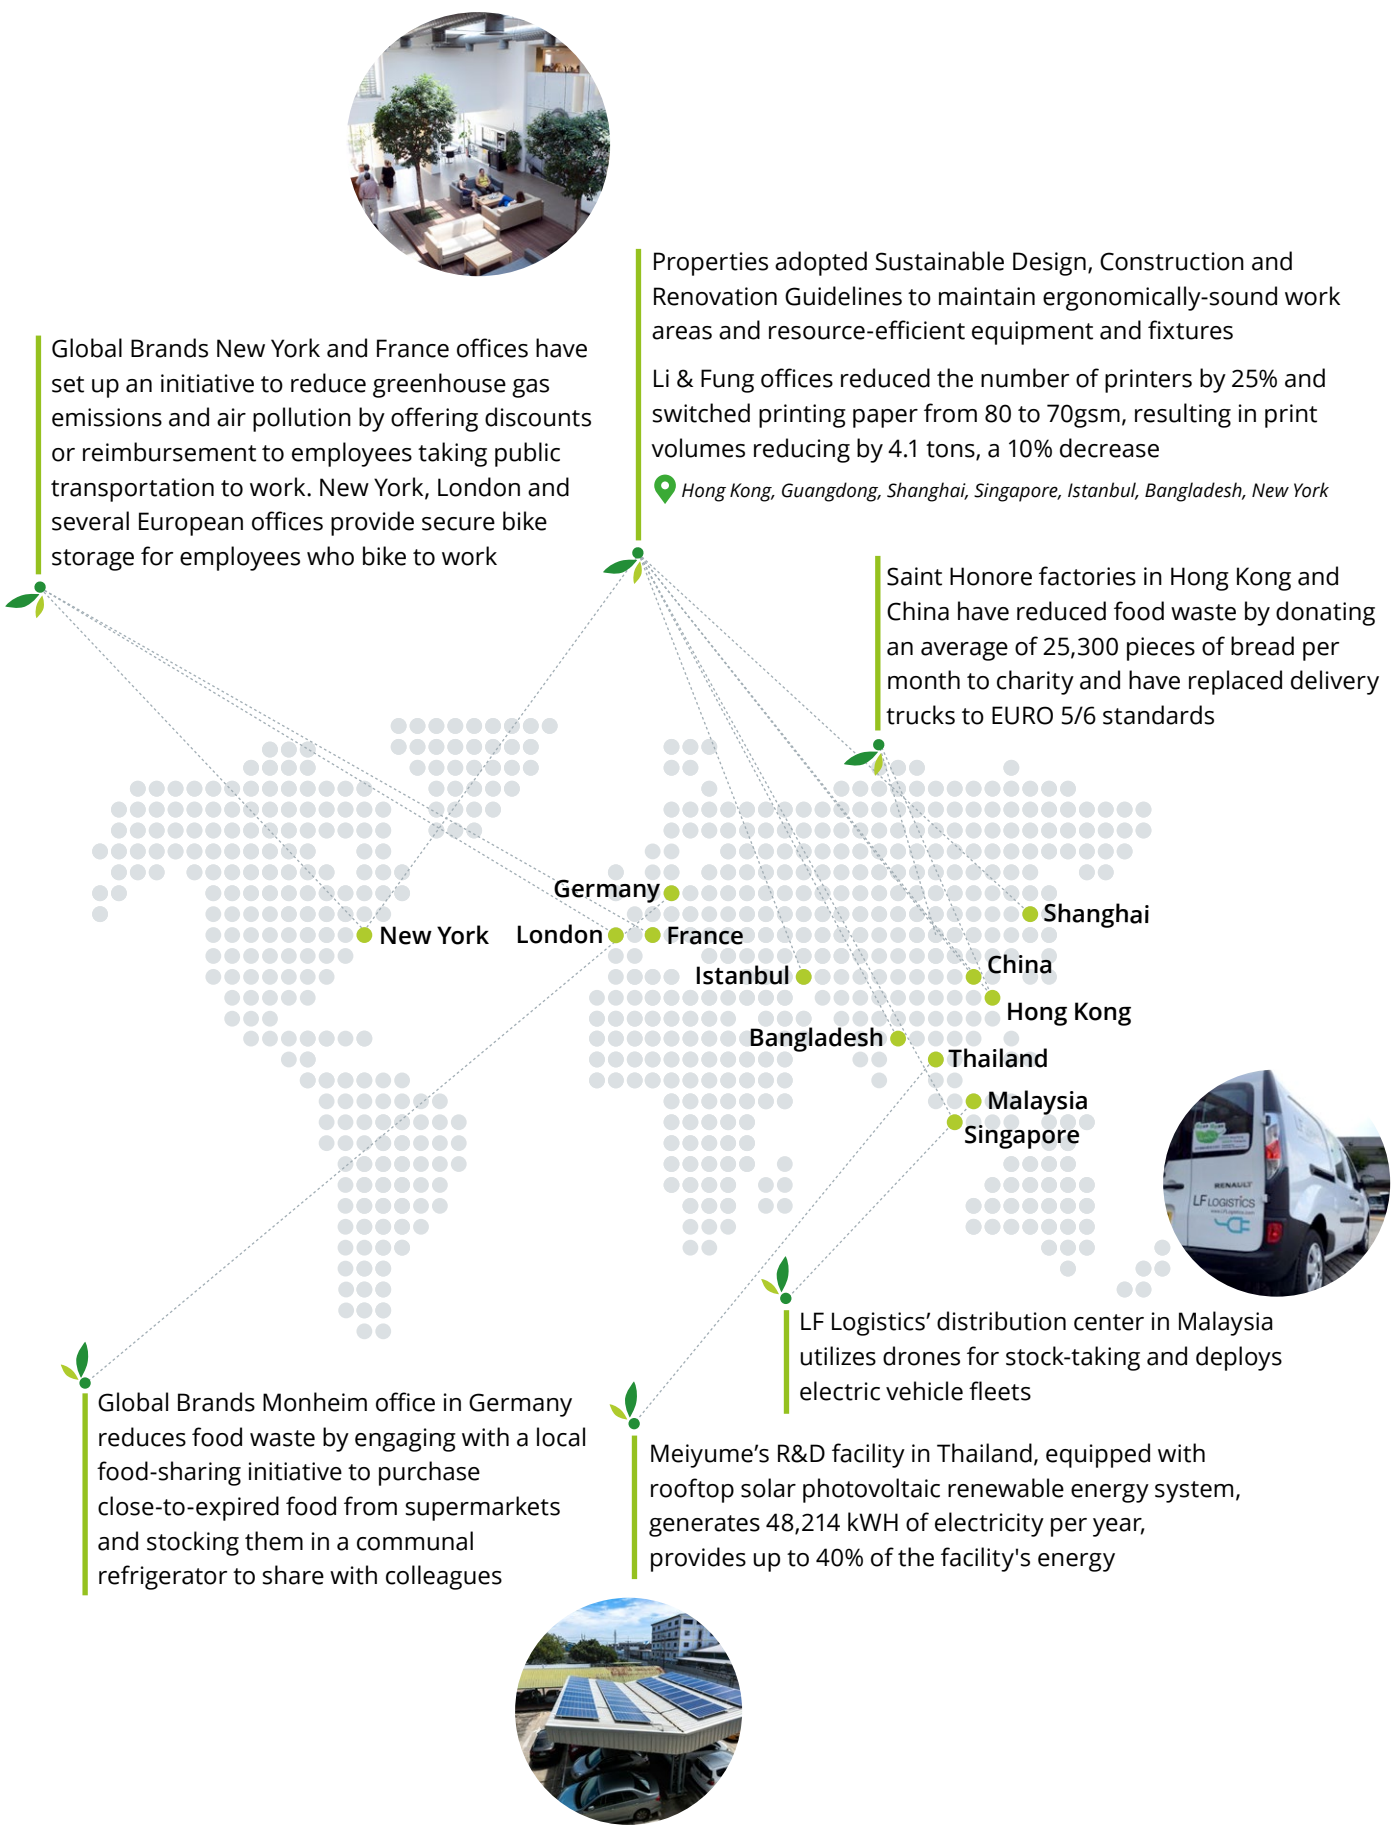 Properties adopted Sustainable Design, Construction and
Renovation Guidelines to maintain ergonomically-sound work
areas and resource-efficient equipment and fixtures
Li & Fung offices reduced the number of printers by 25% and
switched printing paper from 80 to 70gsm, resulting in print
volumes reducing by 4.1 tons, a 10% decrease
Hong Kong, Guangdong, Shanghai, Singapore, Istanbul, Bangladesh, New York
Global Brands New York and France offices have
set up an initiative to reduce greenhouse gas
emissions and air pollution by offering discounts
or reimbursement to employees taking public
transportation to work. New York, London and
several European offices provide secure bike
storage for employees who bike to work
Saint Honore factories in Hong Kong and
China have reduced food waste by donating
an average of 25,300 pieces of bread per
month to charity and have replaced delivery
trucks to EURO 5/6 standards
Germany
Shanghai
New York
London
France
China
Istanbul
Hong Kong
Bangladesh
Thailand
Malaysia
Singapore
RENAULT
LF LOGISTICS
www.LFLogistics.com
LF Logistics’ distribution center in Malaysia
utilizes drones for stock-taking and deploys
electric vehicle fleets
Global Brands Monheim office in Germany
reduces food waste by engaging with a local
food-sharing initiative to purchase
close-to-expired food from supermarkets
and stocking them in a communal
refrigerator to share with colleagues
Meiyume’s R&D facility in Thailand, equipped with
rooftop solar photovoltaic renewable energy system,
generates 48,214 kWH of electricity per year,
provides up to 40% of the facility's energy